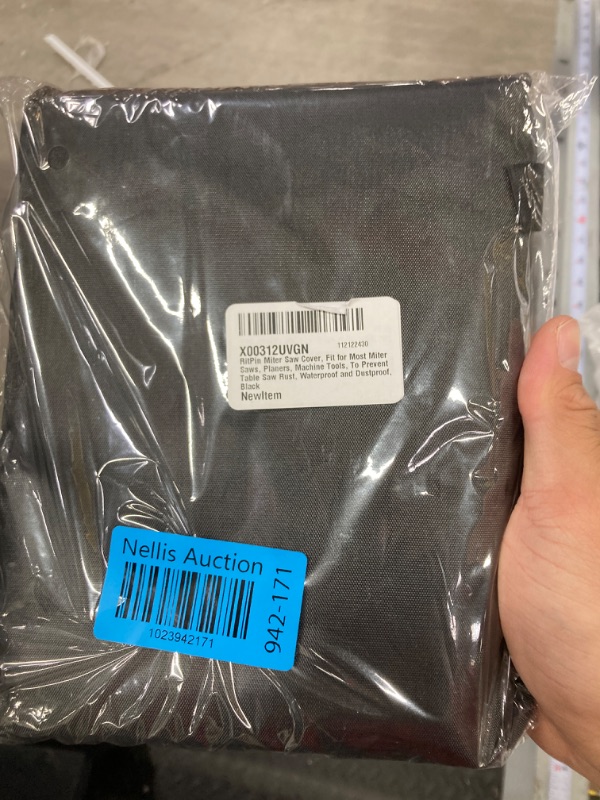 X00312UVGN
112122430
RitPin Miter Saw Cover, Fit for Most Miter
Saws, Planers, Machine Tools, To Prevent
Table Saw Rust, Waterproof and Dustproof,
Black
NewItem
Nellis Auction
1023942171
942-171